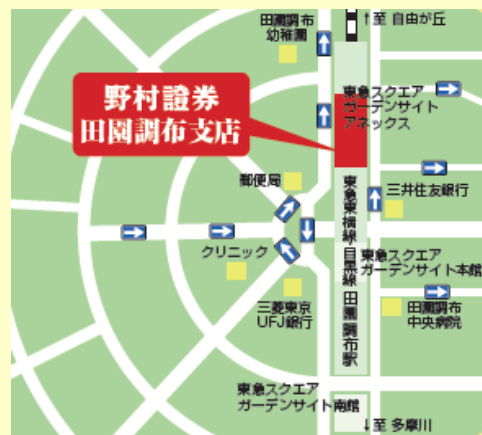 田園調布
幼稚園
↑至 自由が丘
野村證券
田園調布支店
東急スクエア
ガーデンサイト
アネックス
郵便局
三井住友銀行
東急東横線・目黒線 田園調布駅
クリニック
東急スクエア
ガーデンサイト本館
三菱東京
UFJ銀行
田園調布
中央病院
東急スクエア
ガーデンサイト南館
↓至 多摩川